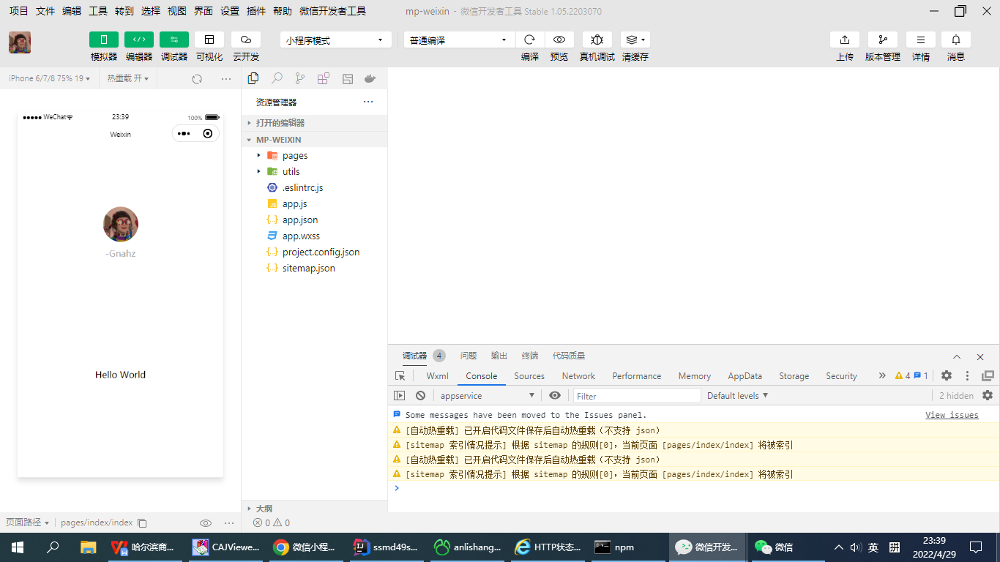 项目 文件 编辑 工具 转到 选择 视图 界面 设置 插件 帮助 微信开发者工具 mp-weixin - 微信开发者工具 Stable 1.05.2203070
模拟器 编辑器 调试器 可视化 云开发 小程序模式 普通编译 编译 预览 真机调试 清缓存 上传 版本管理 详情 消息
iPhone 6/7/8 75% 19 热重载 开
WeChat 23:39 100%
Weixin
-Gnahz
Hello World
页面路径 pages/index/index
资源管理器
打开的编辑器
MP-WEIXIN
pages
utils
.eslintrc.js
app.js
app.json
app.wxss
project.config.json
sitemap.json
大纲
0 0
调试器 4 问题 输出 终端 代码质量
Wxml Console Sources Network Performance Memory AppData Storage Security 4 1
appservice Filter Default levels 2 hidden
Some messages have been moved to the Issues panel. View issues
[自动热重载] 已开启代码文件保存后自动热重载（不支持 json）
[sitemap 索引情况提示] 根据 sitemap 的规则[0]，当前页面 [pages/index/index] 将被索引
[自动热重载] 已开启代码文件保存后自动热重载（不支持 json）
[sitemap 索引情况提示] 根据 sitemap 的规则[0]，当前页面 [pages/index/index] 将被索引
哈尔滨商... CAJViewe... 微信小程... ssmd49s... anlishang... HTTP状态... npm 微信开发... 微信 英 拼
23:39
2022/4/29